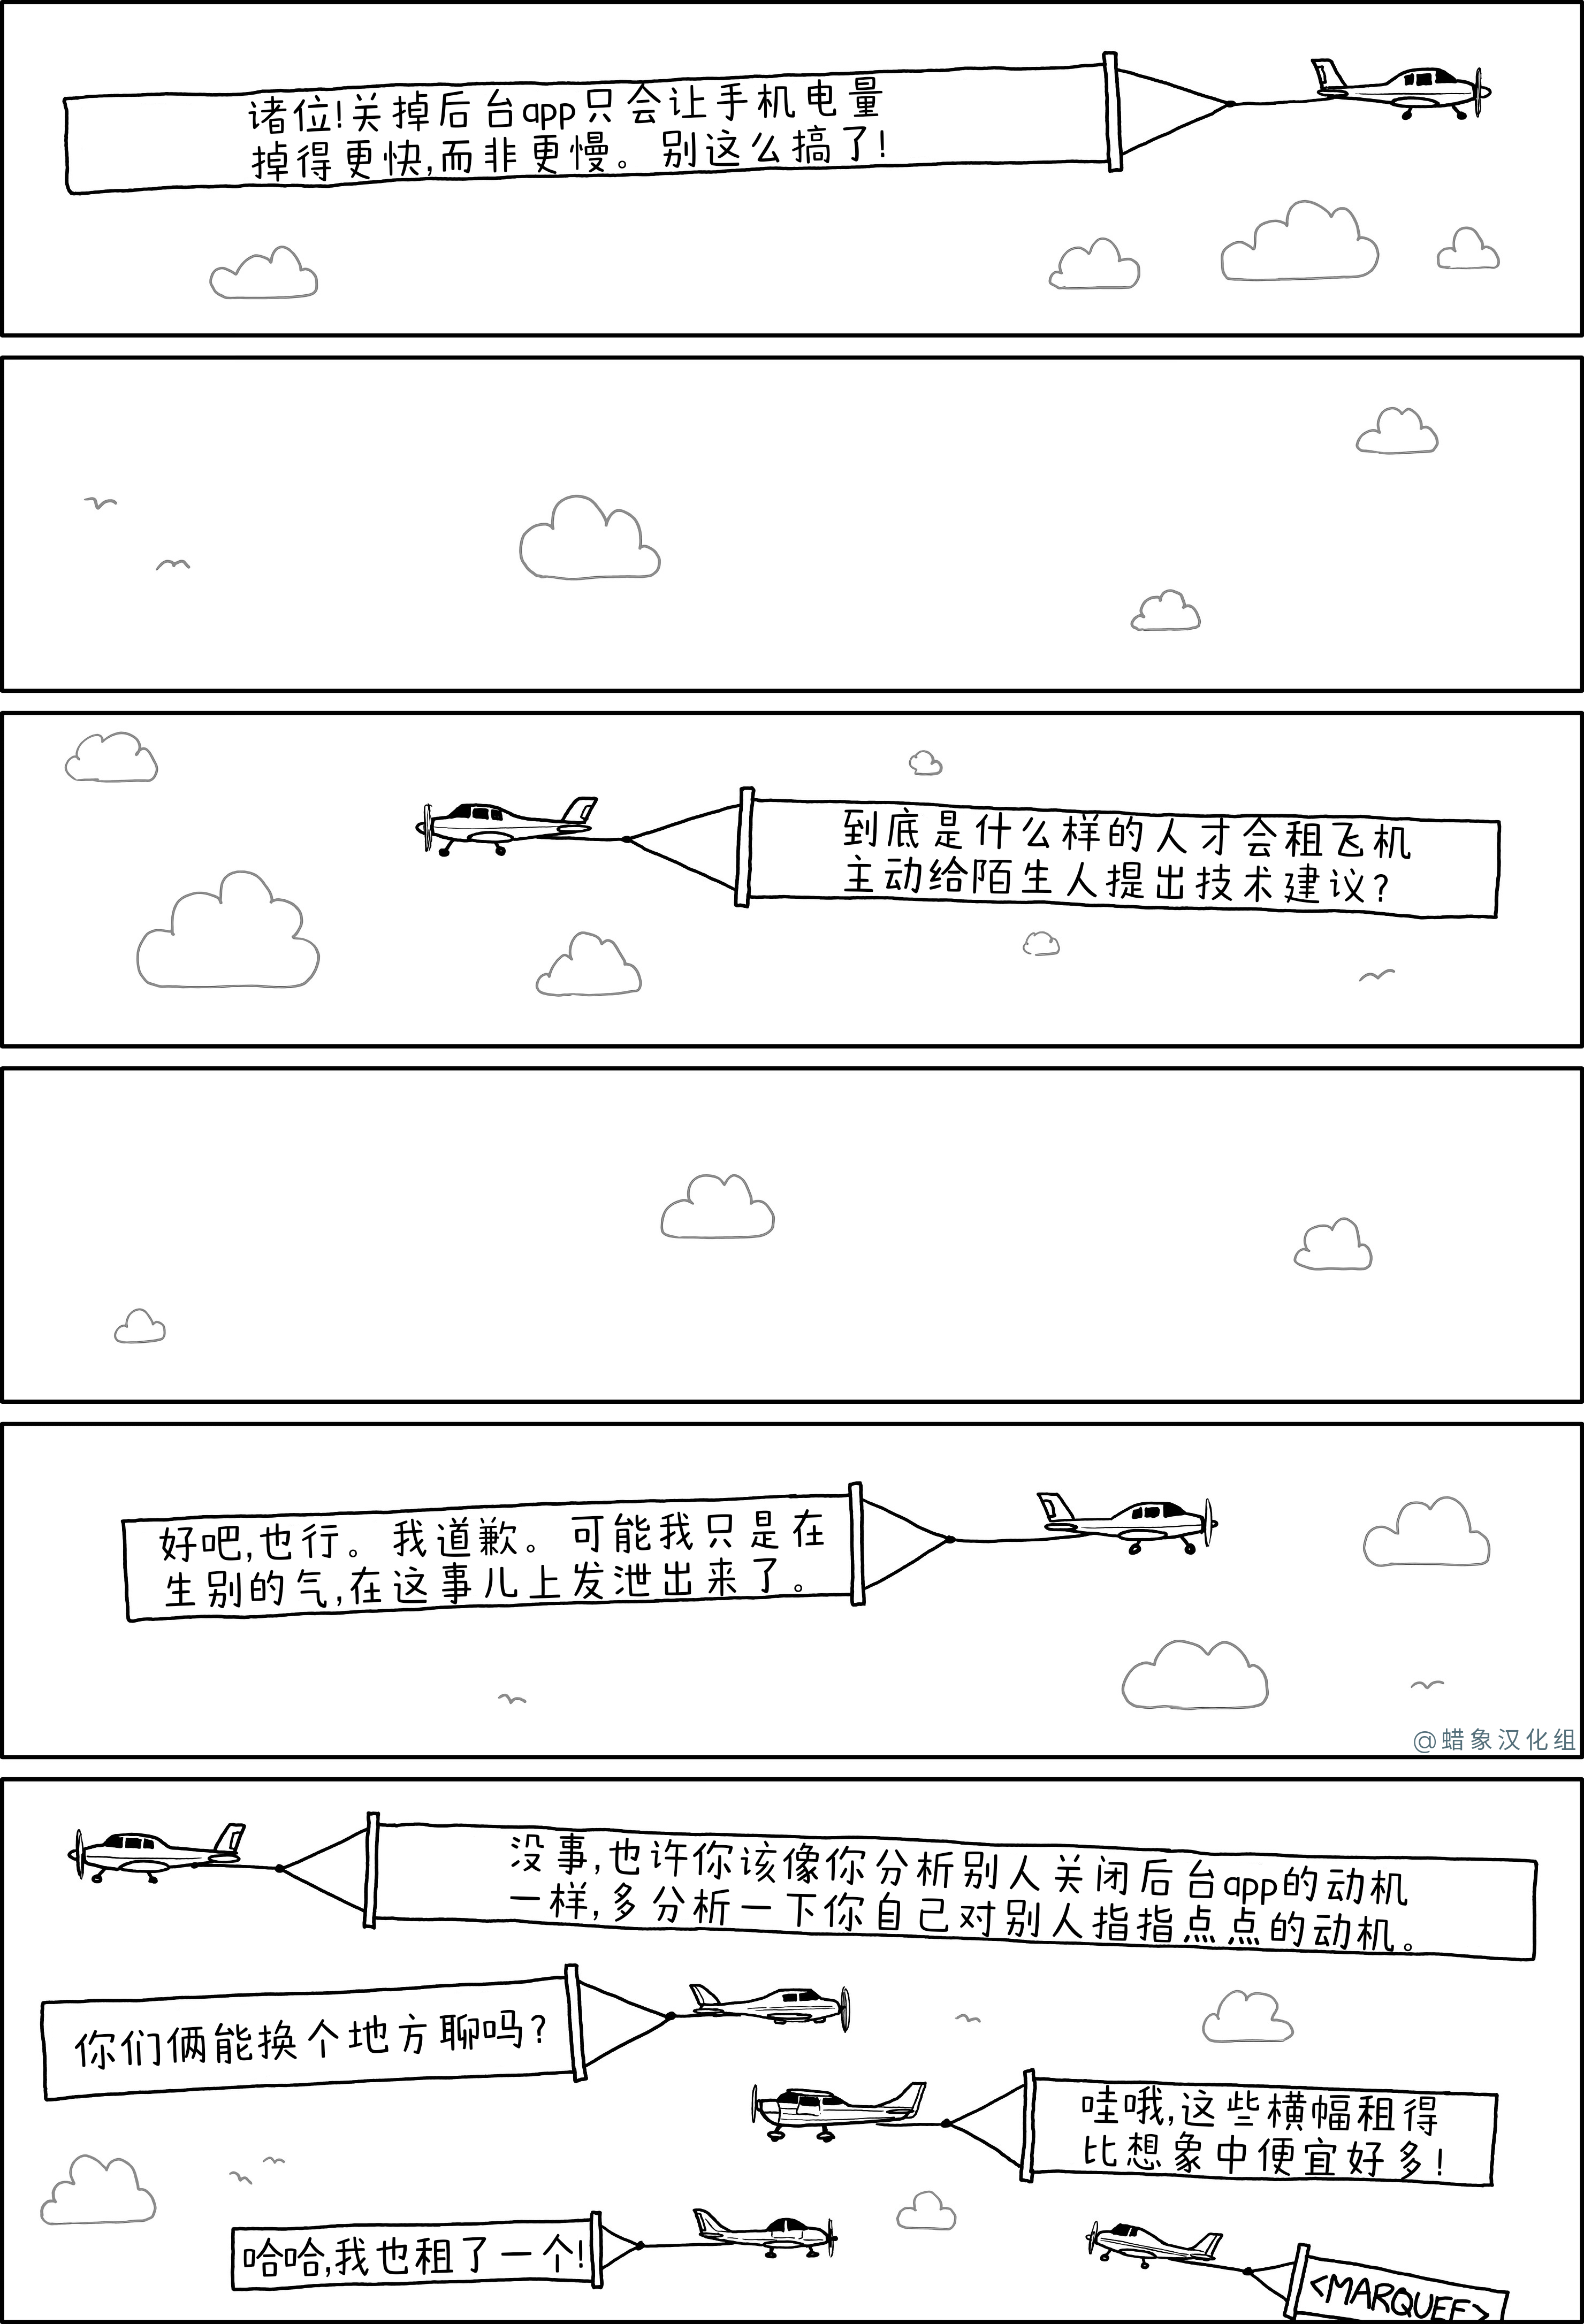 诸位!关掉后台app只会让手机电量
掉得更快,而非更慢。别这么搞了!
到底是什么样的人才会租飞机
主动给陌生人提出技术建议?
好吧,也行。我道歉。可能我只是在
生别的气,在这事儿上发泄出来了。
@蜡象汉化组
没事,也许你该像你分析别人关闭后台app的动机
一样,多分析一下你自己对别人指指点点的动机。
你们俩能换个地方聊吗?
哇哦,这些横幅租得
比想象中便宜好多!
哈哈,我也租了一个!
<MARQUEE>